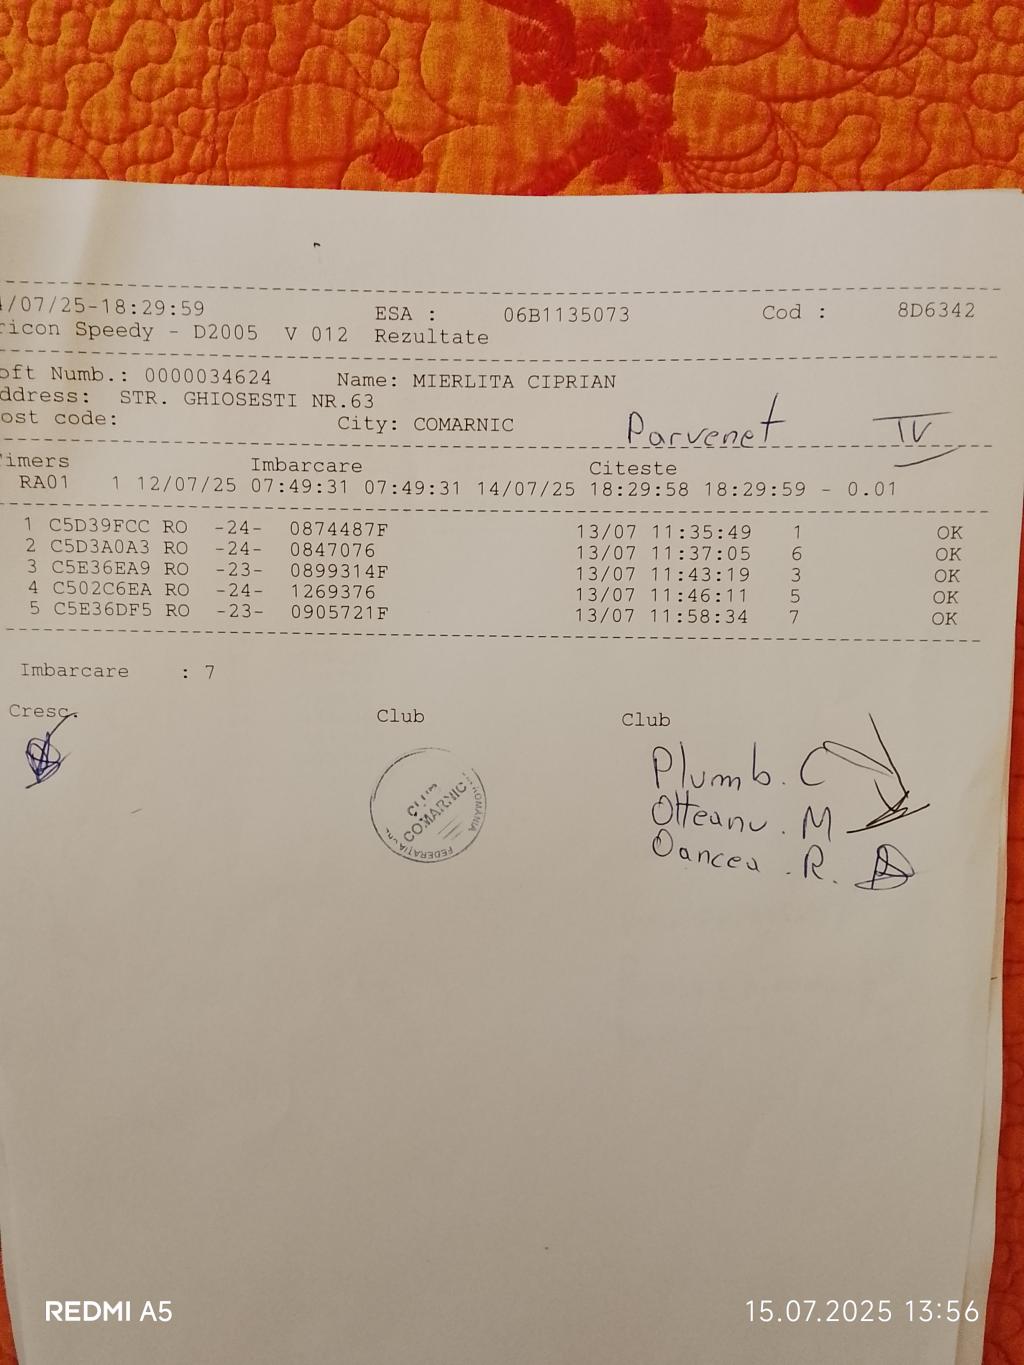 /07/25-18:29:59 ESA : 06B1135073 Cod : 8D6342
ricon Speedy - D2005 V 012 Rezultate
oft Numb.: 0000034624 Name: MIERLITA CIPRIAN
ddress: STR. GHIOSESTI NR.63
ost code: City: COMARNIC
Parvenet IV
Timers Imbarcare Citeste
RA01 1 12/07/25 07:49:31 07:49:31 14/07/25 18:29:58 18:29:59 - 0.01
1 C5D39FCC RO -24- 0874487F 13/07 11:35:49 1 OK
2 C5D3A0A3 RO -24- 0847076 13/07 11:37:05 6 OK
3 C5E36EA9 RO -23- 0899314F 13/07 11:43:19 3 OK
4 C502C6EA RO -24- 1269376 13/07 11:46:11 5 OK
5 C5E36DF5 RO -23- 0905721F 13/07 11:58:34 7 OK
Imbarcare : 7
Cresc. Club Club
COMARNIC
ROMANIA
FEDERATIA
Plumb. C
Olteanu . M
Oancea . R.
REDMI A5 15.07.2025 13:56